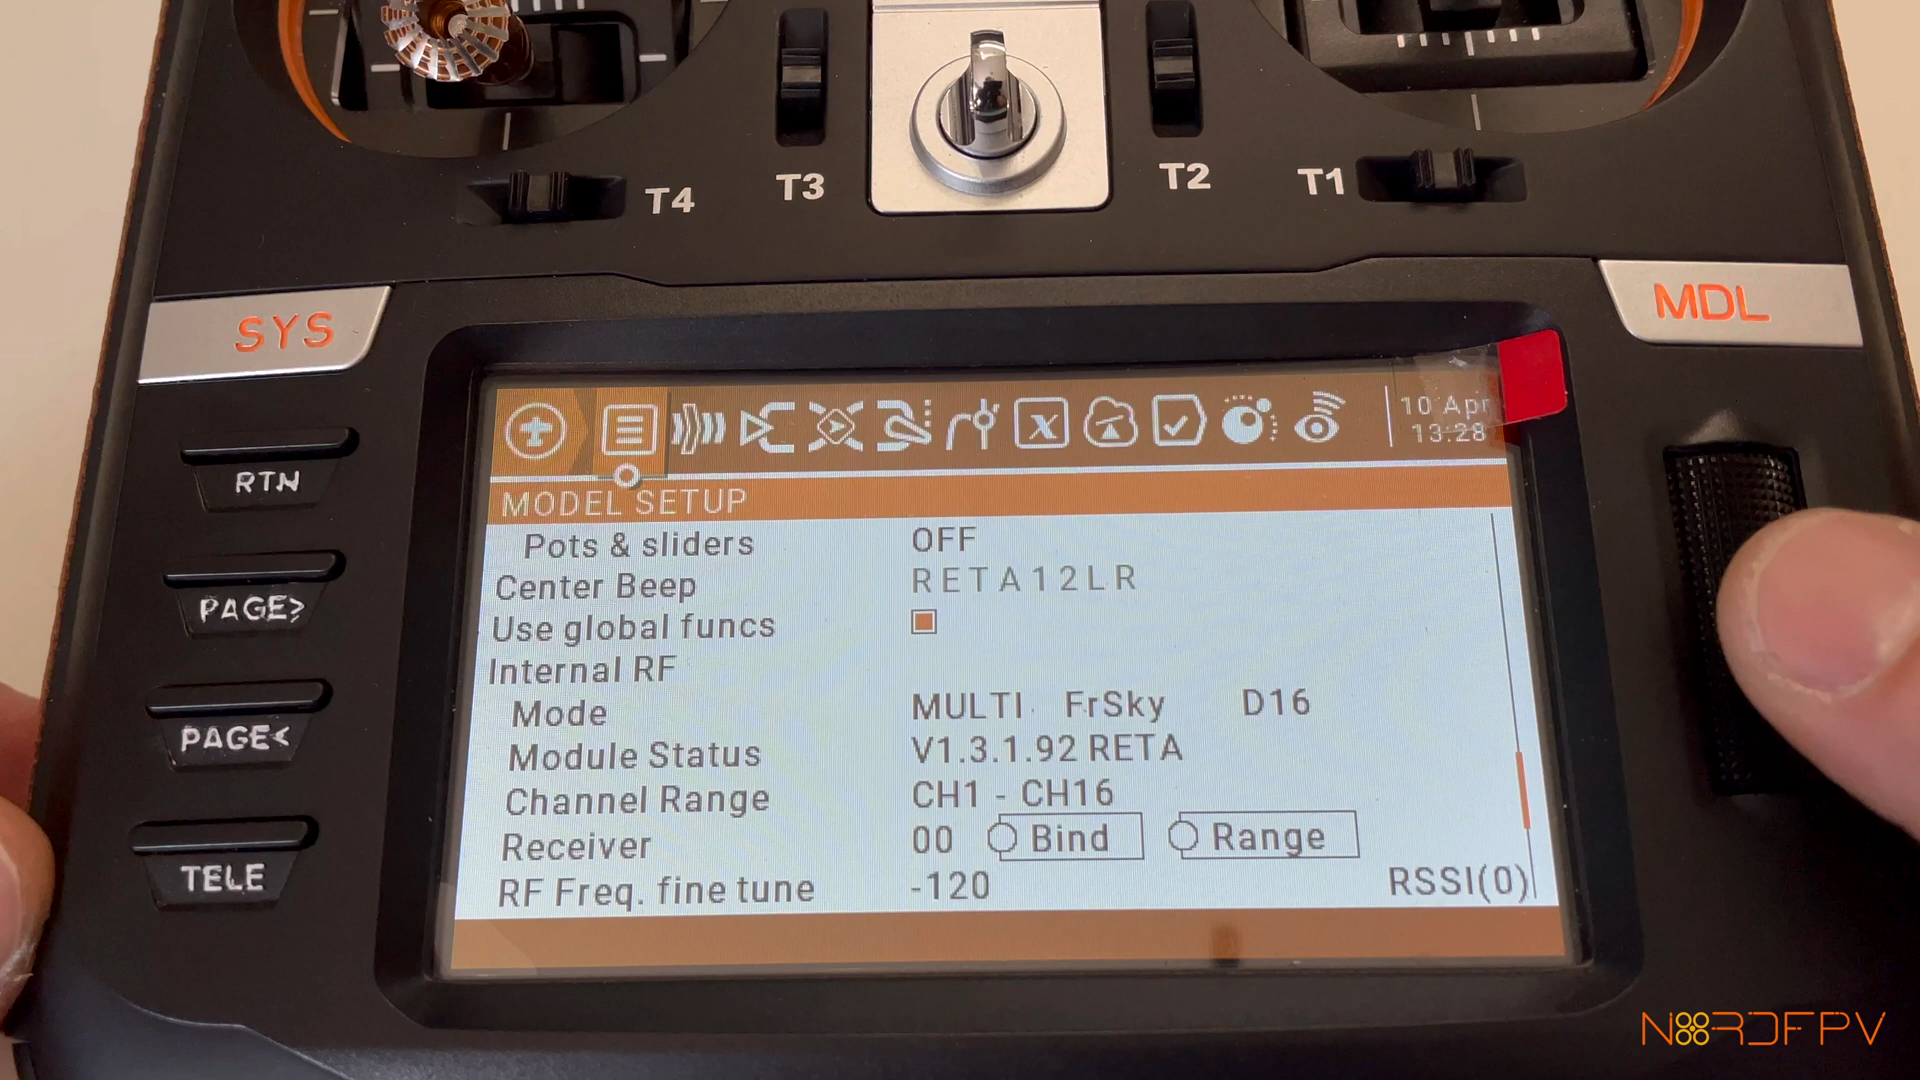 T4
T3
T2
T1
SYS
MDL
10 Apr
13:28
MODEL SETUP
Pots & sliders OFF
Center Beep RETA12LR
Use global funcs
Internal RF
Mode MULTI FrSky D16
Module Status V1.3.1.92 RETA
Channel Range CH1 - CH16
Receiver 00 Bind Range
RF Freq. fine tune -120 RSSI(0)
RTN
PAGE>
PAGE<
TELE
NORDFPV